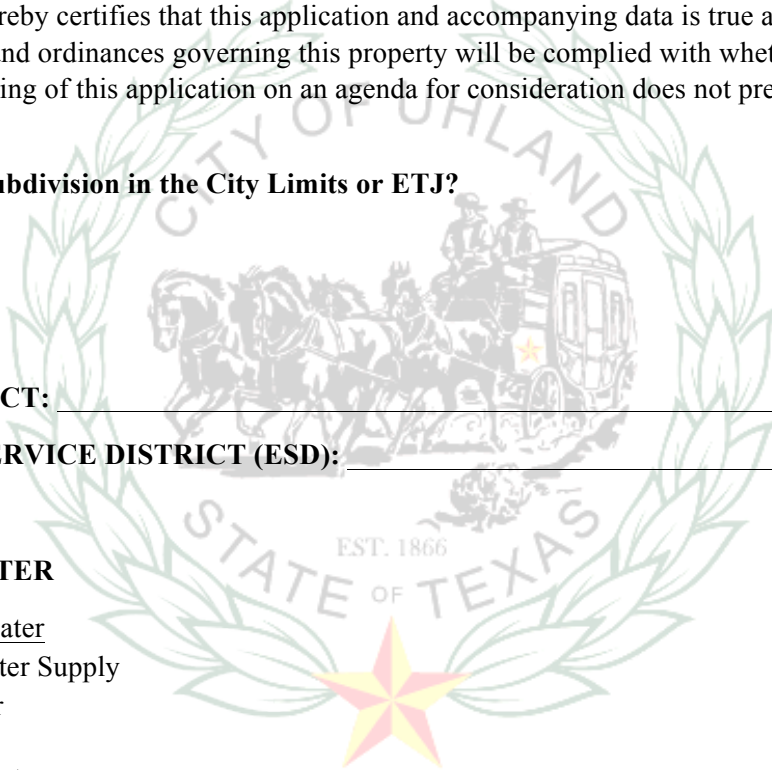 reby certifies that this application and accompanying data is true a
nd ordinances governing this property will be complied with whet
ing of this application on an agenda for consideration does not pre
CITY OF UHLAND
ubdivision in the City Limits or ETJ?
CT:
ERVICE DISTRICT (ESD):
EST. 1866
STATE OF TEXAS
TER
ater
ter Supply